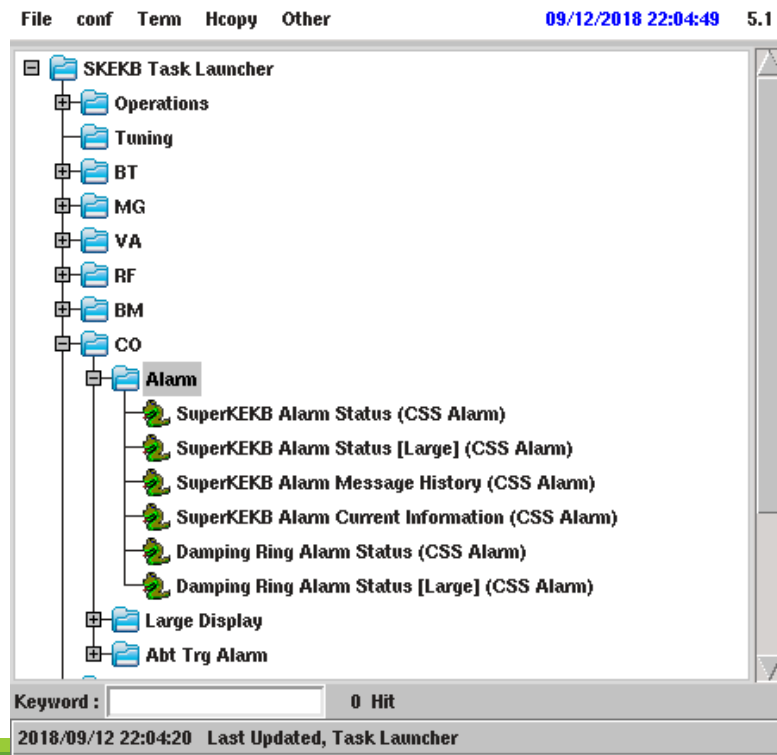 File conf Term Hcopy Other 09/12/2018 22:04:49 5.1
SKEKB Task Launcher
Operations
Tuning
BT
MG
VA
RF
BM
CO
Alarm
SuperKEKB Alarm Status (CSS Alarm)
SuperKEKB Alarm Status [Large] (CSS Alarm)
SuperKEKB Alarm Message History (CSS Alarm)
SuperKEKB Alarm Current Information (CSS Alarm)
Damping Ring Alarm Status (CSS Alarm)
Damping Ring Alarm Status [Large] (CSS Alarm)
Large Display
Abt Trg Alarm
Keyword : 0 Hit
2018/09/12 22:04:20 Last Updated, Task Launcher